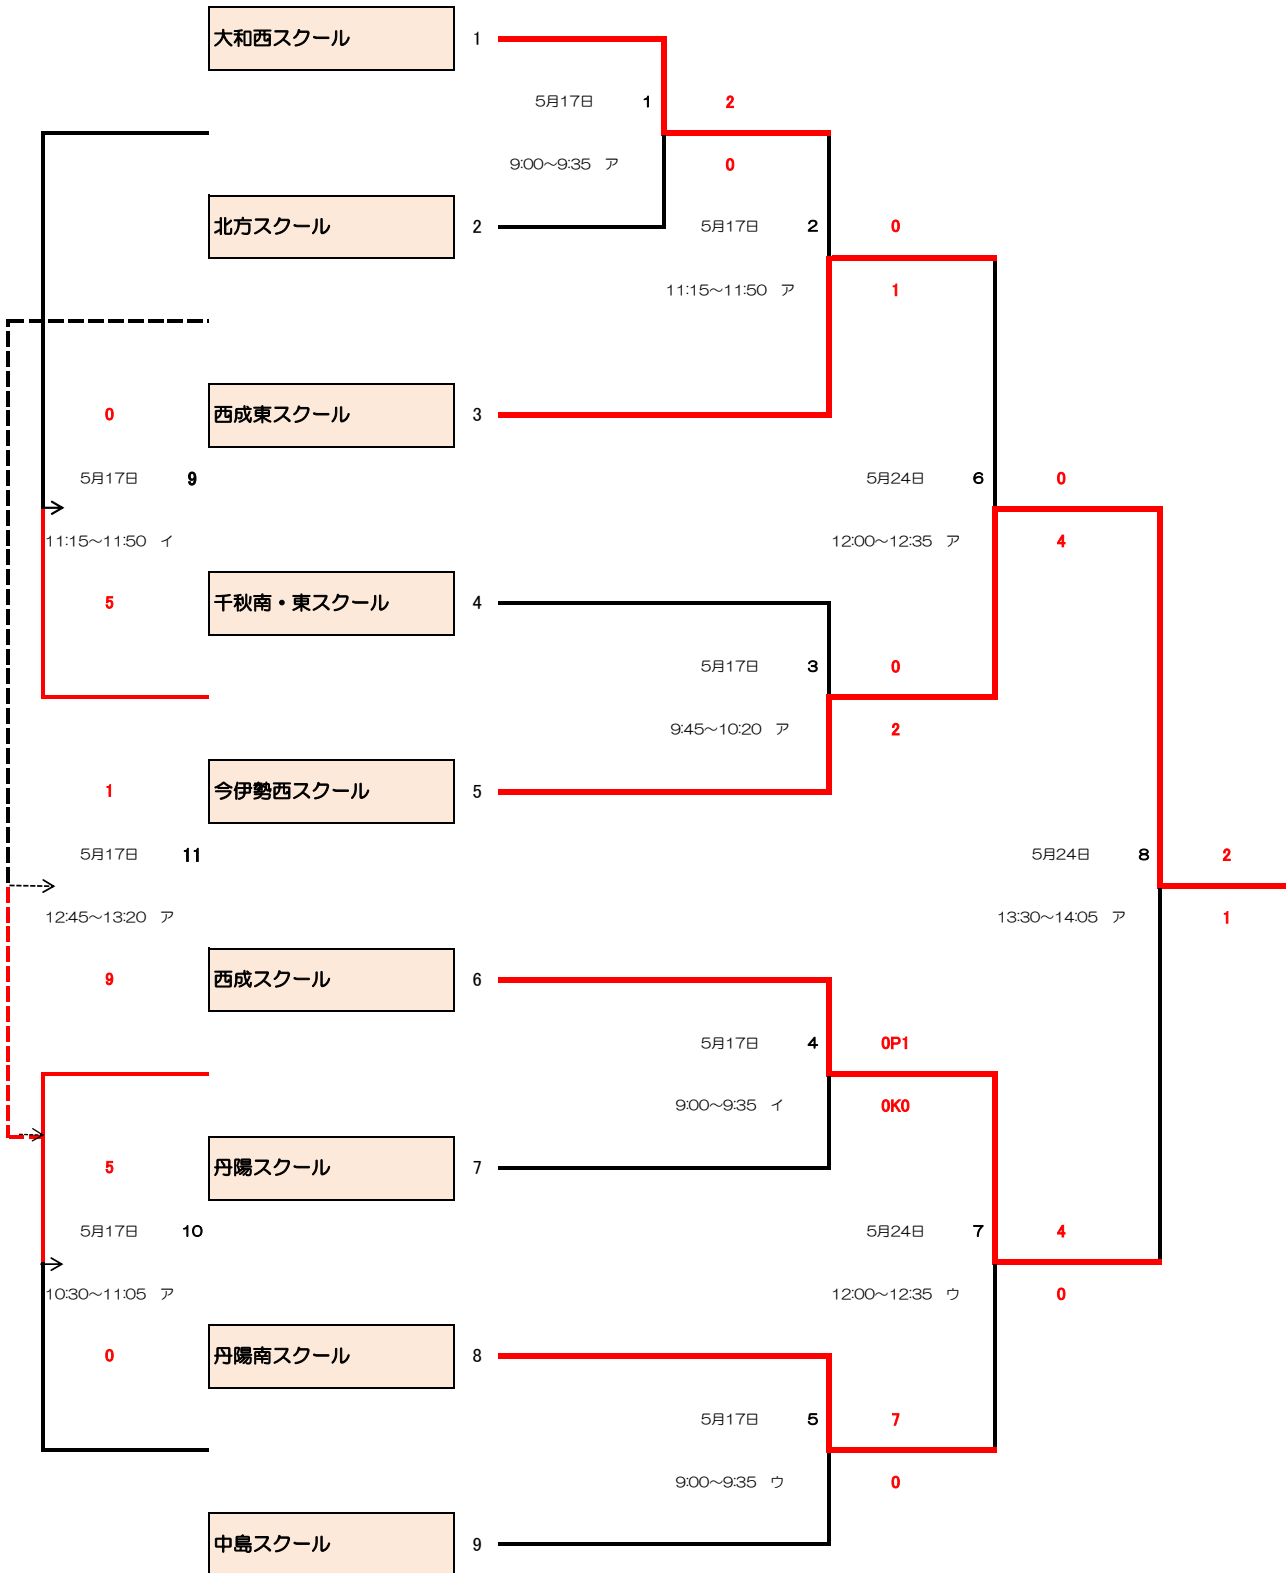 大和西スクール 1
5月17日 1 2
9:00～9:35 ア 0
北方スクール 2
5月17日 2 0
11:15～11:50 ア 1
0 西成東スクール 3
5月17日 9
5月24日 6 0
11:15～11:50 イ
12:00～12:35 ア 4
5 千秋南・東スクール 4
5月17日 3 0
9:45～10:20 ア 2
1 今伊勢西スクール 5
5月17日 11
5月24日 8 2
12:45～13:20 ア
13:30～14:05 ア 1
9 西成スクール 6
5月17日 4 0P1
9:00～9:35 イ 0K0
5 丹陽スクール 7
5月17日 10
5月24日 7 4
10:30～11:05 ア
12:00～12:35 ウ 0
0 丹陽南スクール 8
5月17日 5 7
9:00～9:35 ウ 0
中島スクール 9